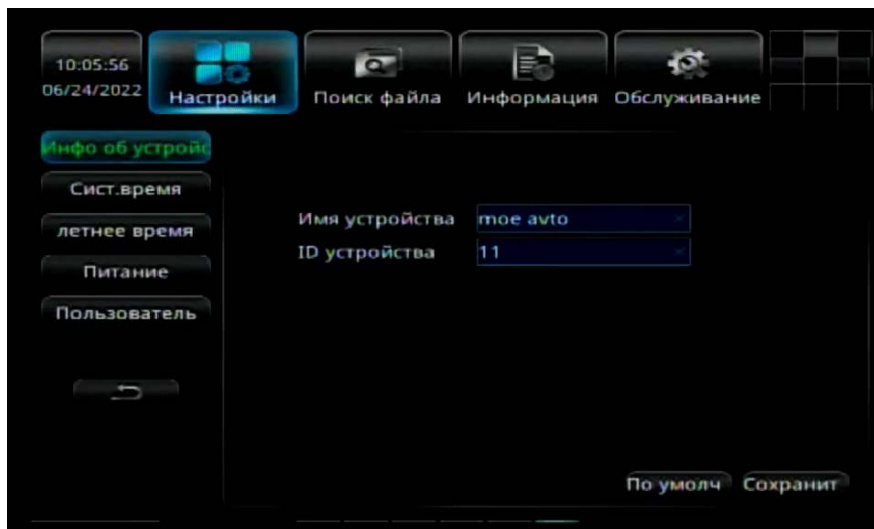 10:05:56
06/24/2022
Настройки
Поиск файла
Информация
Обслуживание
Инфо об устройс
Сист.время
летнее время
Питание
Пользователь
Имя устройства
moe avto
ID устройства
11
По умолч
Сохранит